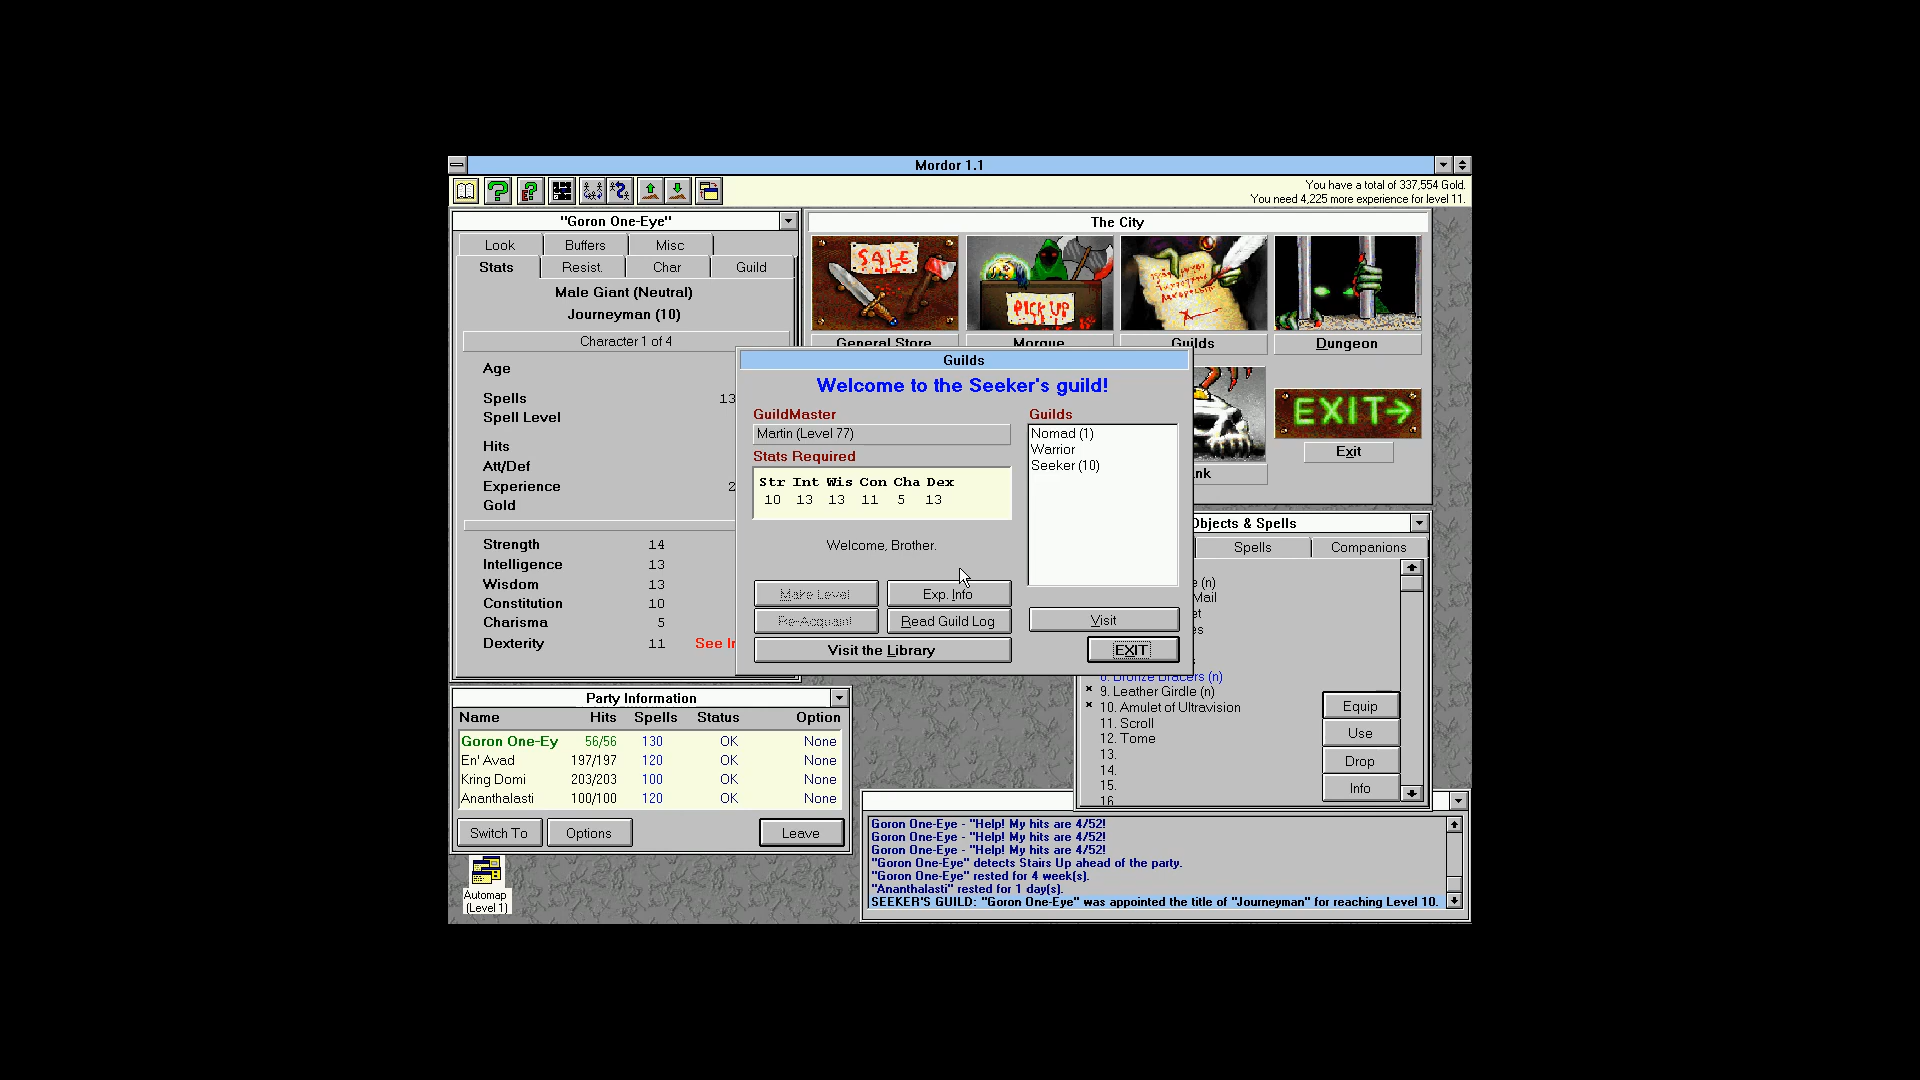 Mordor 1.1
You have a total of 337,554 Gold.
You need 4,225 more experience for level 11.
"Goron One-Eye"
Look Buffers Misc
Stats Resist. Char Guild
Male Giant (Neutral)
Journeyman (10)
Character 1 of 4
Age
Spells 13
Spell Level
Hits
Att/Def
Experience 2
Gold
Strength 14
Intelligence 13
Wisdom 13
Constitution 10
Charisma 5
Dexterity 11 See In
The City
SALE
PICK UP
General Store Morgue Guilds Dungeon
EXIT
Exit
nk
Guilds
Welcome to the Seeker's guild!
GuildMaster
Martin (Level 77)
Stats Required
Str Int Wis Con Cha Dex
10 13 13 11 5 13
Welcome, Brother.
Make Level Exp. Info
Re-Acquaint Read Guild Log
Visit the Library
Guilds
Nomad (1)
Warrior
Seeker (10)
Visit
EXIT
Objects & Spells
Spells Companions
e (n)
Mail
et
es
s
8. Bronze Bracers (n)
× 9. Leather Girdle (n)
× 10. Amulet of Ultravision
11. Scroll
12. Tome
13.
14.
15.
16.
Equip
Use
Drop
Info
Party Information
Name Hits Spells Status Option
Goron One-Ey 56/56 130 OK None
En' Avad 197/197 120 OK None
Kring Domi 203/203 100 OK None
Ananthalasti 100/100 120 OK None
Switch To Options Leave
Automap
(Level 1)
Goron One-Eye - "Help! My hits are 4/52!
Goron One-Eye - "Help! My hits are 4/52!
Goron One-Eye - "Help! My hits are 4/52!
"Goron One-Eye" detects Stairs Up ahead of the party.
"Goron One-Eye" rested for 4 week(s).
"Ananthalasti" rested for 1 day(s).
SEEKER'S GUILD: "Goron One-Eye" was appointed the title of "Journeyman" for reaching Level 10.